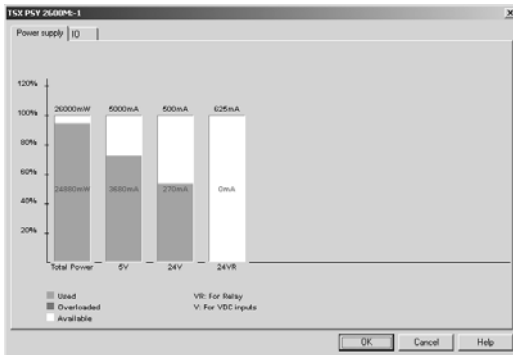 TSX PSY 2600M:-1
Power supply
IO
120%
100%
80%
60%
40%
20%
26000mW
5000mA
500mA
625mA
24880mW
3680mA
270mA
0mA
Total Power
5V
24V
24VR
Used
Overloaded
Available
VR: For Relay
V: For VDC inputs
OK
Cancel
Help